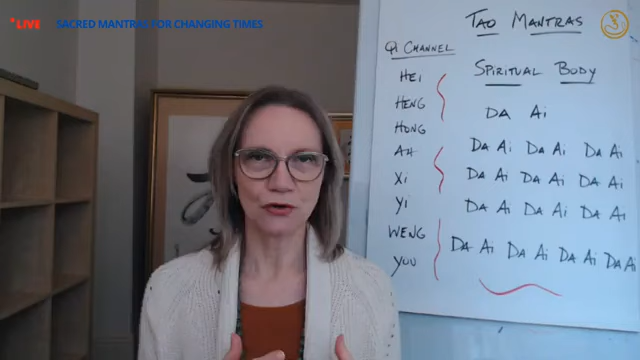 *LIVE SACRED MANTRAS FOR CHANGING TIMES
TAO MANTRAS
QI CHANNEL
HEI
HENG
HONG
AH
XI
YI
WENG
YOU
SPIRITUAL BODY
DA Ai
DA Ai DA Ai DA Ai
DA Ai DA Ai DA Ai
DA Ai DA Ai DA Ai
DA Ai DA Ai DA Ai DA Ai